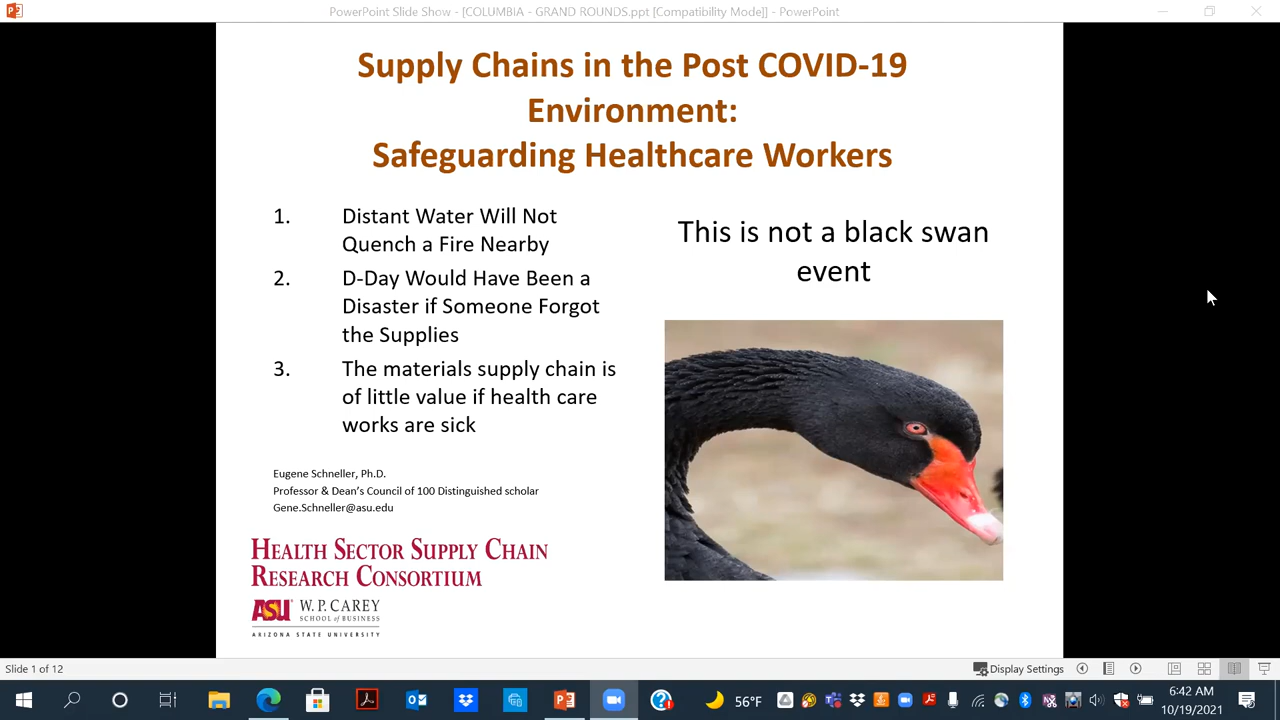 PowerPoint Slide Show - [COLUMBIA - GRAND ROUNDS.ppt [Compatibility Mode]] - PowerPoint
Supply Chains in the Post COVID-19
Environment:
Safeguarding Healthcare Workers
1. Distant Water Will Not
Quench a Fire Nearby
2. D-Day Would Have Been a
Disaster if Someone Forgot
the Supplies
3. The materials supply chain is
of little value if health care
works are sick
This is not a black swan
event
Eugene Schneller, Ph.D.
Professor & Dean's Council of 100 Distinguished scholar
Gene.Schneller@asu.edu
HEALTH SECTOR SUPPLY CHAIN
RESEARCH CONSORTIUM
ASU W. P. CAREY
SCHOOL of BUSINESS
ARIZONA STATE UNIVERSITY
Slide 1 of 12
Display Settings
56°F
6:42 AM
10/19/2021